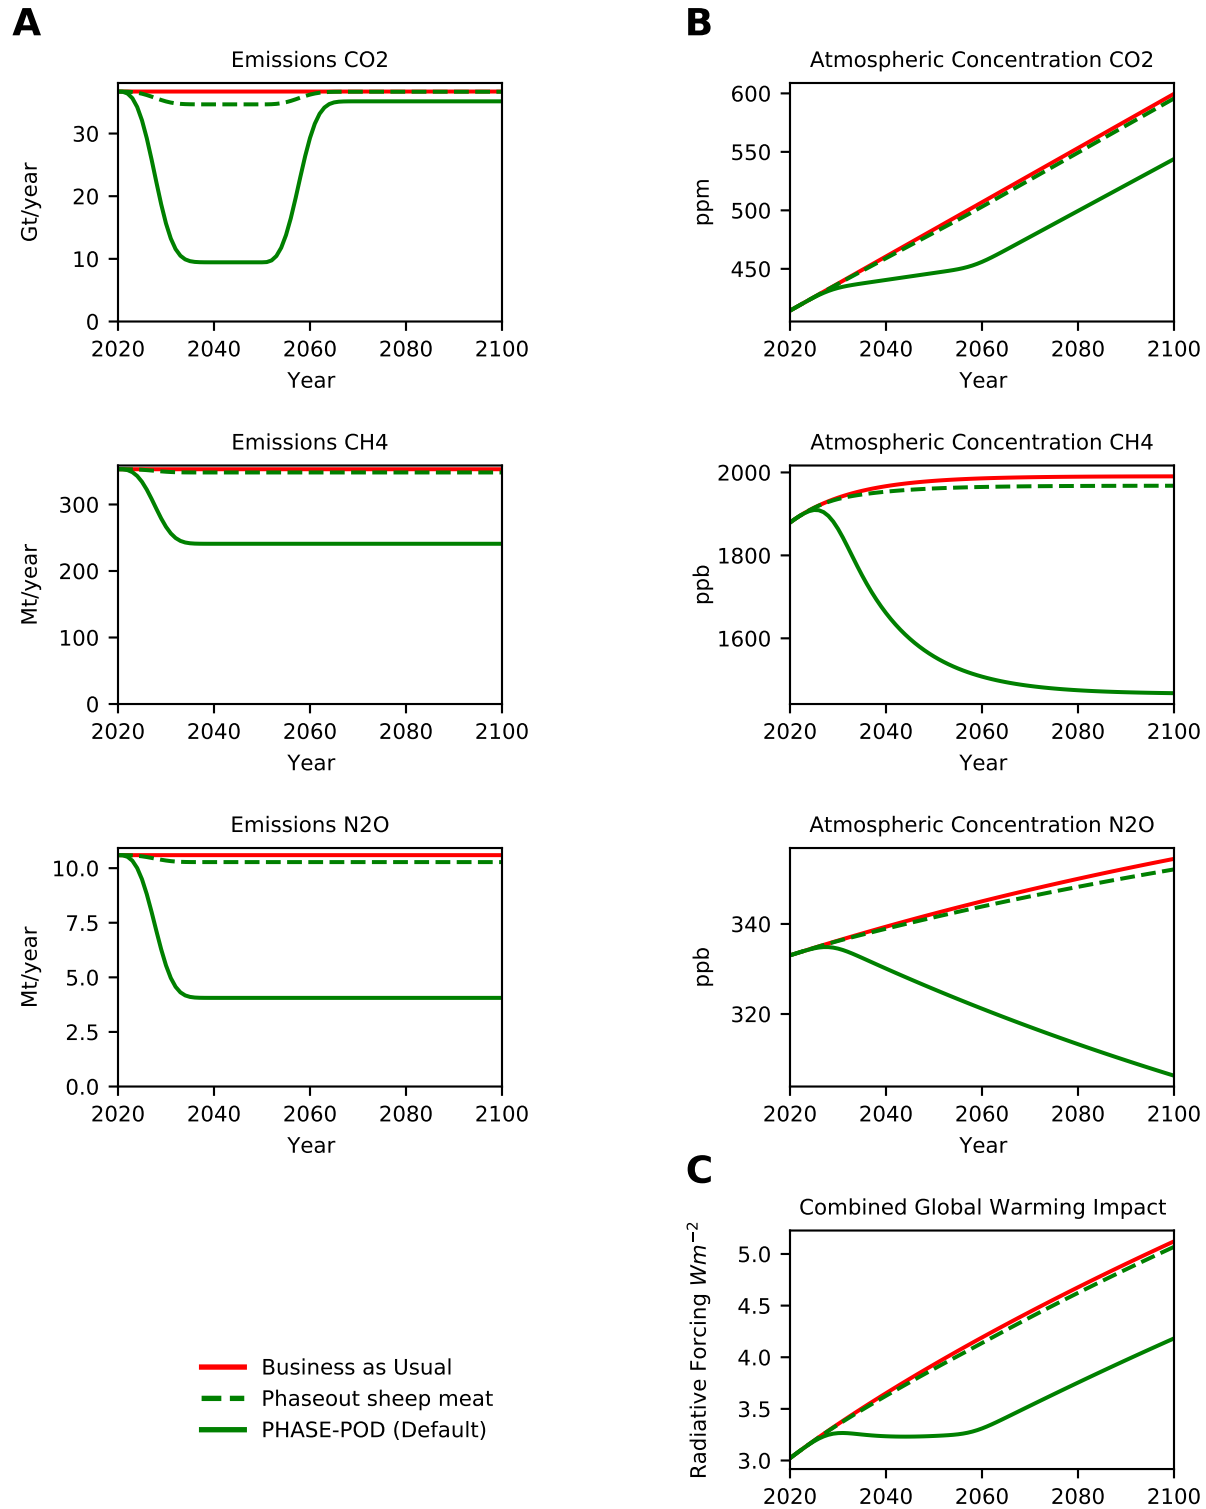 A
B
Emissions CO2
Gt/year
30
20
10
0
2020 2040 2060 2080 2100
Year
Atmospheric Concentration CO2
ppm
600
550
500
450
2020 2040 2060 2080 2100
Year
Emissions CH4
Mt/year
300
200
100
0
2020 2040 2060 2080 2100
Year
Atmospheric Concentration CH4
ppb
2000
1800
1600
2020 2040 2060 2080 2100
Year
Emissions N2O
Mt/year
10.0
7.5
5.0
2.5
0.0
2020 2040 2060 2080 2100
Year
Atmospheric Concentration N2O
ppb
340
320
2020 2040 2060 2080 2100
Year
C
Combined Global Warming Impact
Radiative Forcing Wm⁻²
5.0
4.5
4.0
3.5
3.0
2020 2040 2060 2080 2100
Business as Usual
Phaseout sheep meat
PHASE-POD (Default)